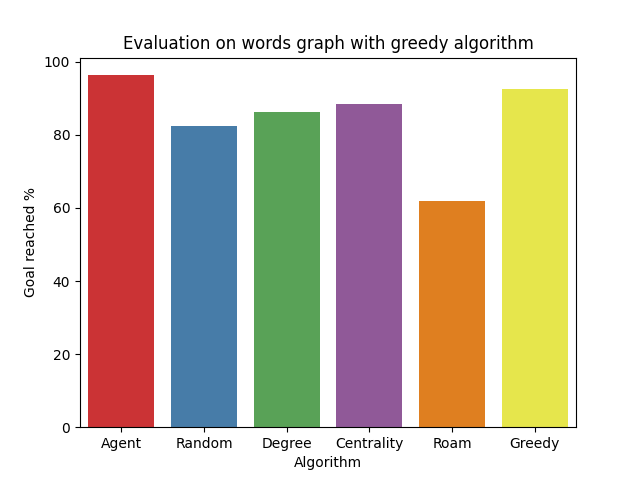 Evaluation on words graph with greedy algorithm
100
80
60
40
20
0
Goal reached %
Agent Random Degree Centrality Roam Greedy
Algorithm